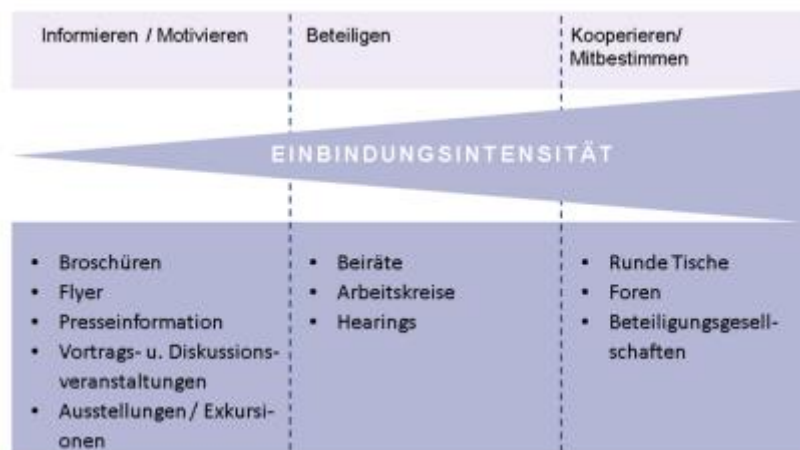 Informieren / Motivieren
Beteiligen
Kooperieren/
Mitbestimmen
EINBINDUNGSINTENSITÄT
• Broschüren
• Flyer
• Presseinformation
• Vortrags- u. Diskussions-
veranstaltungen
• Ausstellungen / Exkursi-
onen
• Beiräte
• Arbeitskreise
• Hearings
• Runde Tische
• Foren
• Beteiligungsgesell-
schaften